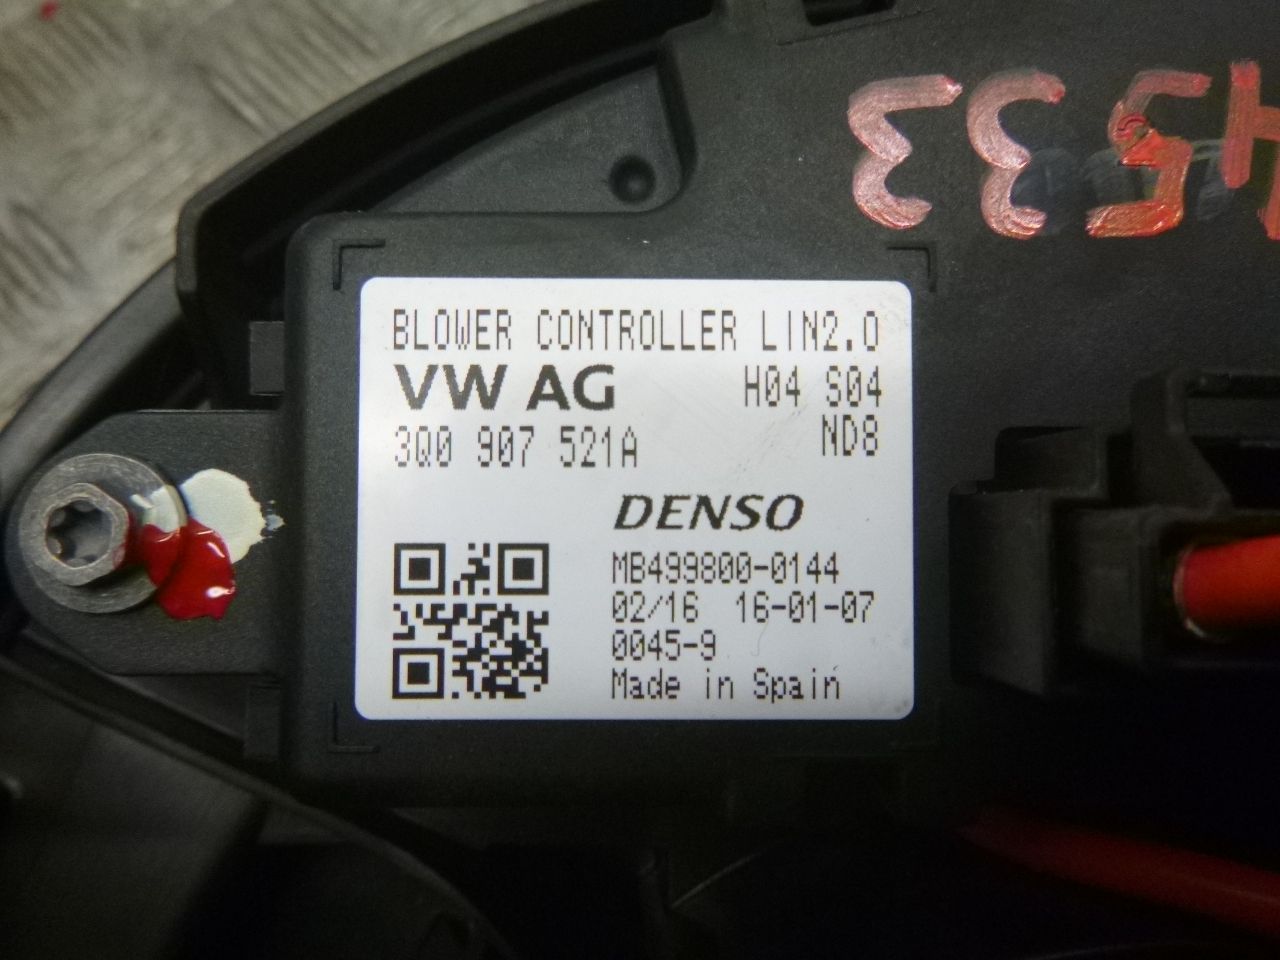 4533
BLOWER CONTROLLER LIN2.0
VW AG H04 S04
3Q0 907 521A ND8
DENSO
MB499800-0144
02/16 16-01-07
0045-9
Made in Spain